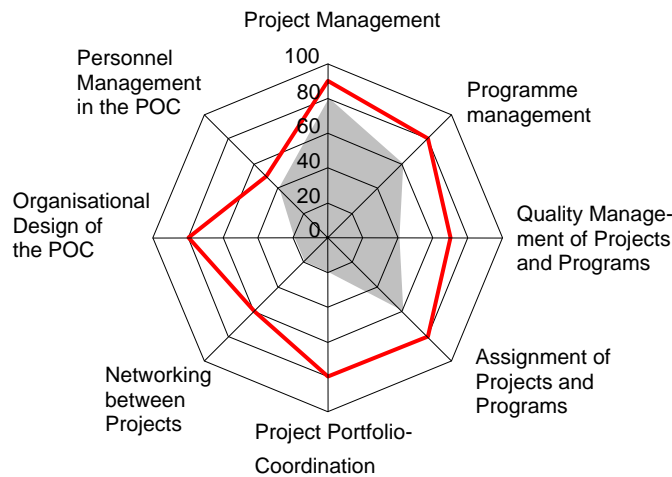 Project Management
Personnel
Management
in the POC
100
80
60
40
20
0
Programme
management
Organisational
Design of
the POC
Quality Manage-
ment of Projects
and Programs
Networking
between
Projects
Assignment of
Projects and
Programs
Project Portfolio-
Coordination